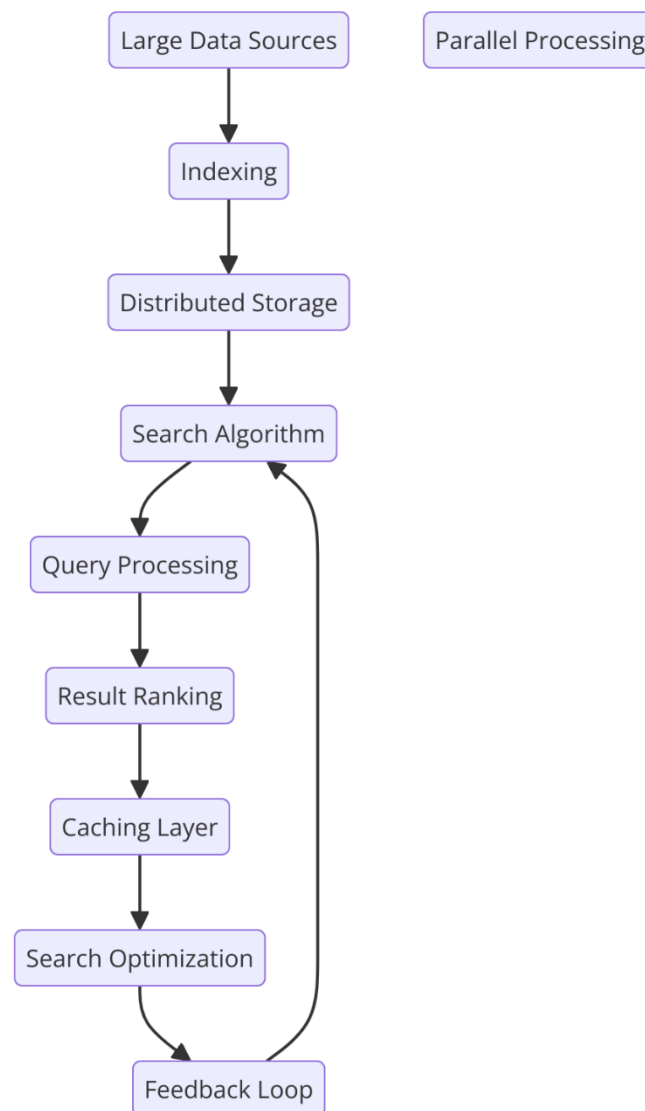 Large Data Sources
Parallel Processing
Indexing
Distributed Storage
Search Algorithm
Query Processing
Result Ranking
Caching Layer
Search Optimization
Feedback Loop